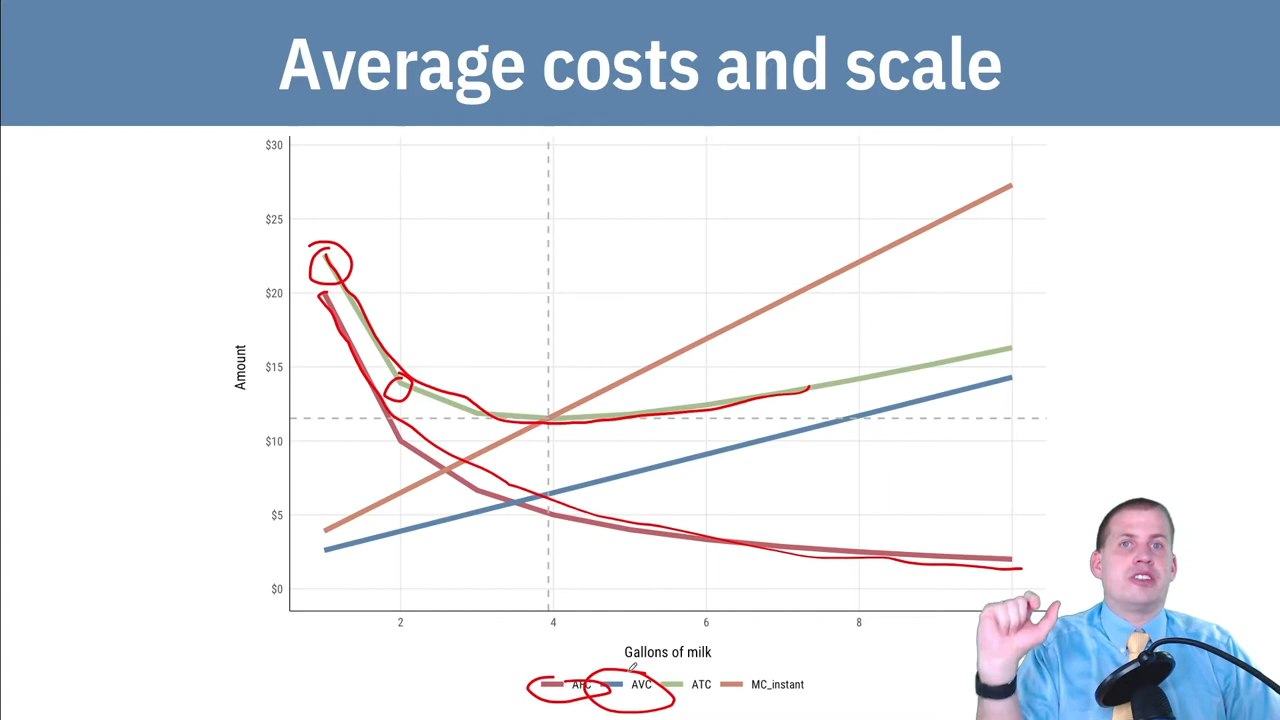 Average costs and scale
$30
$25
$20
$15
$10
$5
$0
Amount
2 4 6 8
Gallons of milk
AFC AVC ATC MC_instant